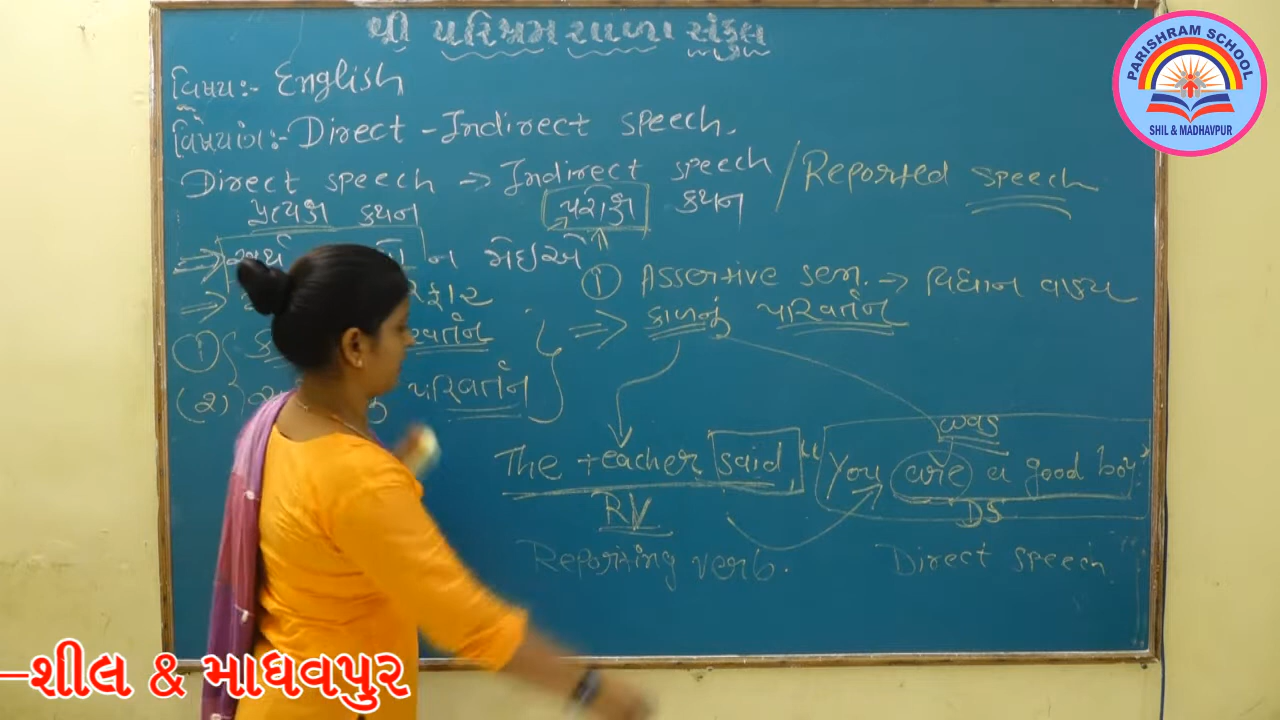 શ્રી પરિશ્રમ શાળા સંકુલ
વિષય:- English
વિષયાંગ:- Direct - Indirect speech.
Direct speech → Indirect speech / Reported speech
પ્રત્યક્ષ કથન પરોક્ષ કથન
⇒ અર્થ ન
① Assertive sen. → વિધાન વાક્ય
⇒ કાળનું પરિવર્તન
① પરિવર્તન
(૨) પરિવર્તન
was
The teacher said "You are a good boy."
RV DS
Reporting verb. Direct speech
PARISHRAM SCHOOL
SHIL & MADHAVPUR
–શીલ & માધવપુર